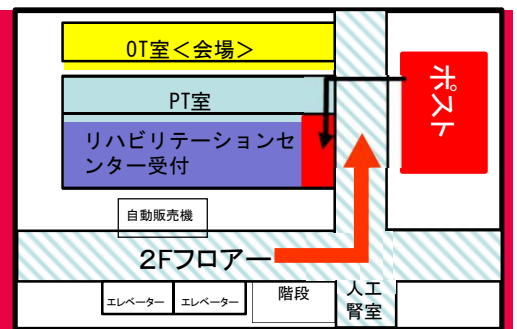 OT室＜会場＞
PT室
ポスト
リハビリテーションセ
ンター受付
自動販売機
2Fフロアー
エレベーター
エレベーター
階段
人工
腎室